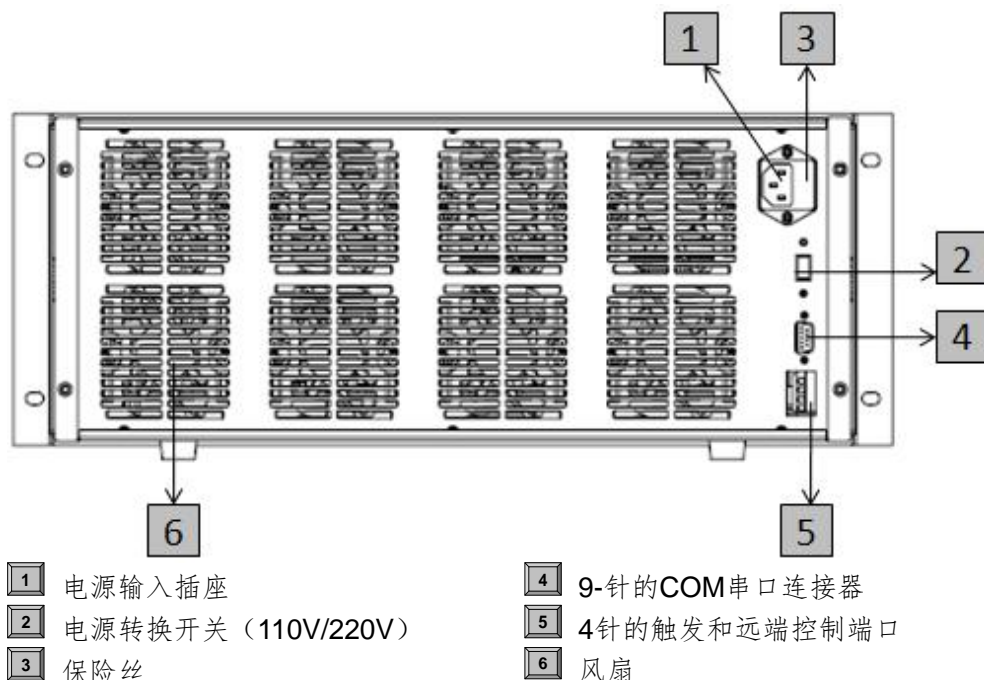 1 3
2
4
6 5
1 电源输入插座
2 电源转换开关（110V/220V）
3 保险丝
4 9-针的COM串口连接器
5 4针的触发和远端控制端口
6 风扇